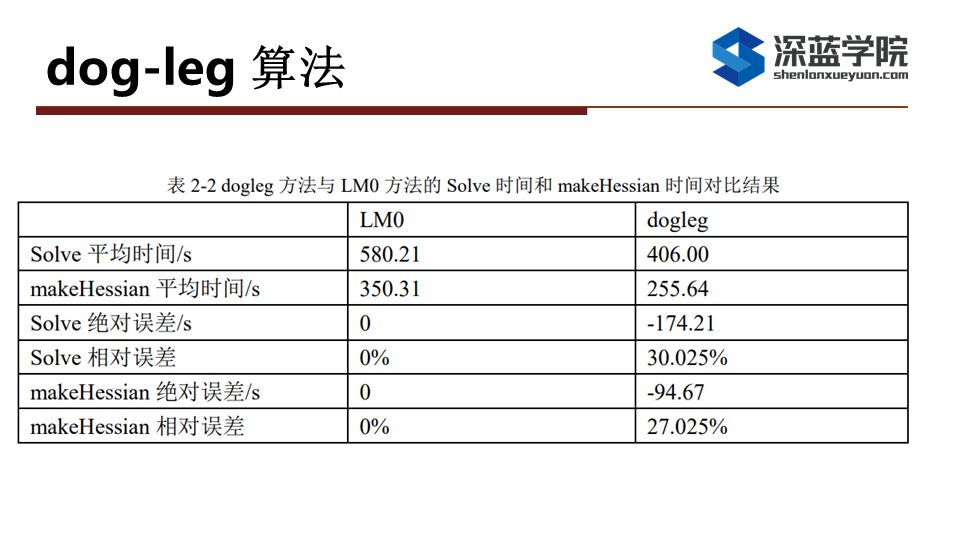 dog-leg 算法
深蓝学院
shenlanxueyuan.com
表 2-2 dogleg 方法与 LM0 方法的 Solve 时间和 makeHessian 时间对比结果
LM0 dogleg
Solve 平均时间/s 580.21 406.00
makeHessian 平均时间/s 350.31 255.64
Solve 绝对误差/s 0 -174.21
Solve 相对误差 0% 30.025%
makeHessian 绝对误差/s 0 -94.67
makeHessian 相对误差 0% 27.025%